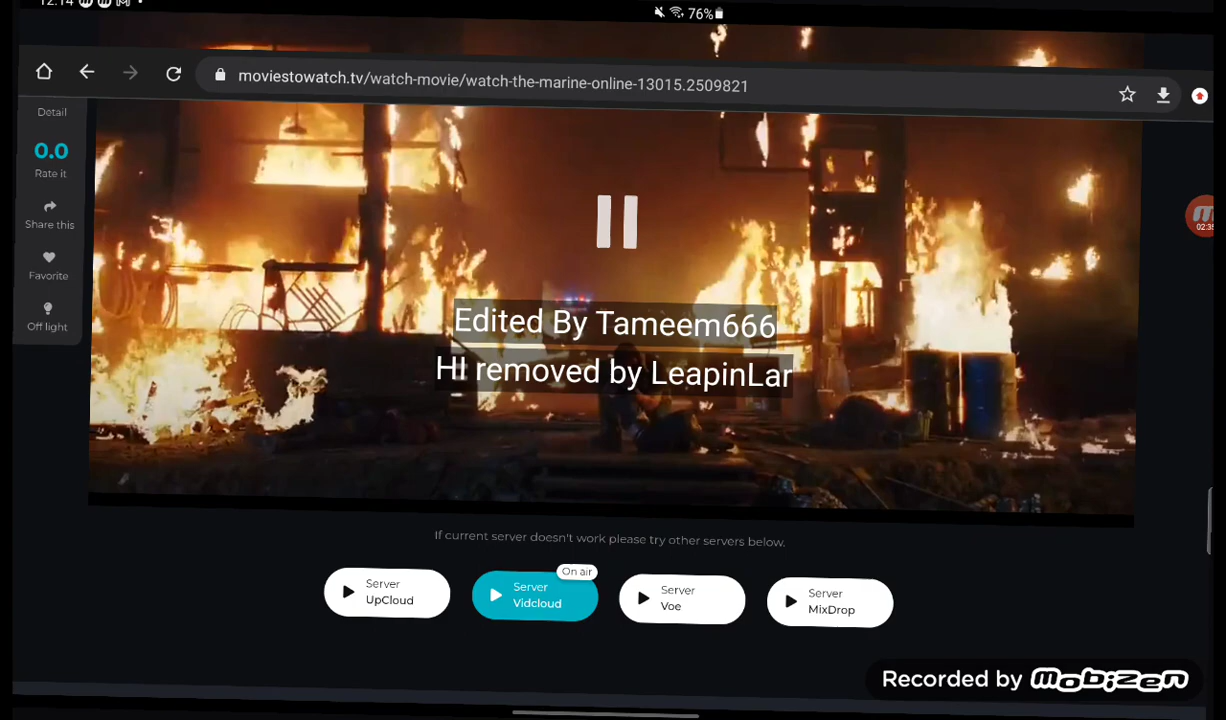 12:14
76%
moviestowatch.tv/watch-movie/watch-the-marine-online-13015.2509821
Detail
0.0
Rate it
Share this
Favorite
Off light
Edited By Tameem666
HI removed by LeapinLar
If current server doesn't work please try other servers below.
Server
UpCloud
On air
Server
Vidcloud
Server
Voe
Server
MixDrop
Recorded by mobizen